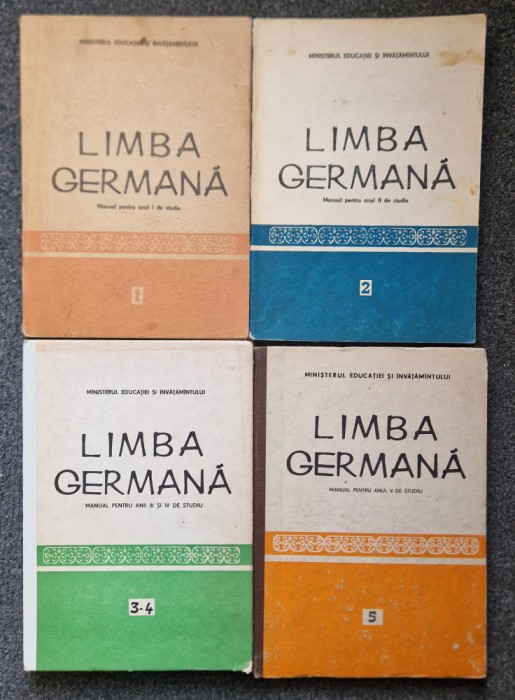 MINISTERUL EDUCAȚIEI ȘI ÎNVĂȚĂMÎNTULUI
LIMBA
GERMANĂ
Manual pentru anul I de studiu
1
MINISTERUL EDUCAȚIEI ȘI ÎNVĂȚĂMÎNTULUI
LIMBA
GERMANĂ
Manual pentru anul II de studiu
2
MINISTERUL EDUCAȚIEI ȘI ÎNVĂȚĂMÎNTULUI
LIMBA
GERMANĂ
MANUAL PENTRU ANII III ȘI IV DE STUDIU
3-4
MINISTERUL EDUCAȚIEI ȘI ÎNVĂȚĂMÎNTULUI
LIMBA
GERMANĂ
MANUAL PENTRU ANUL V DE STUDIU
5